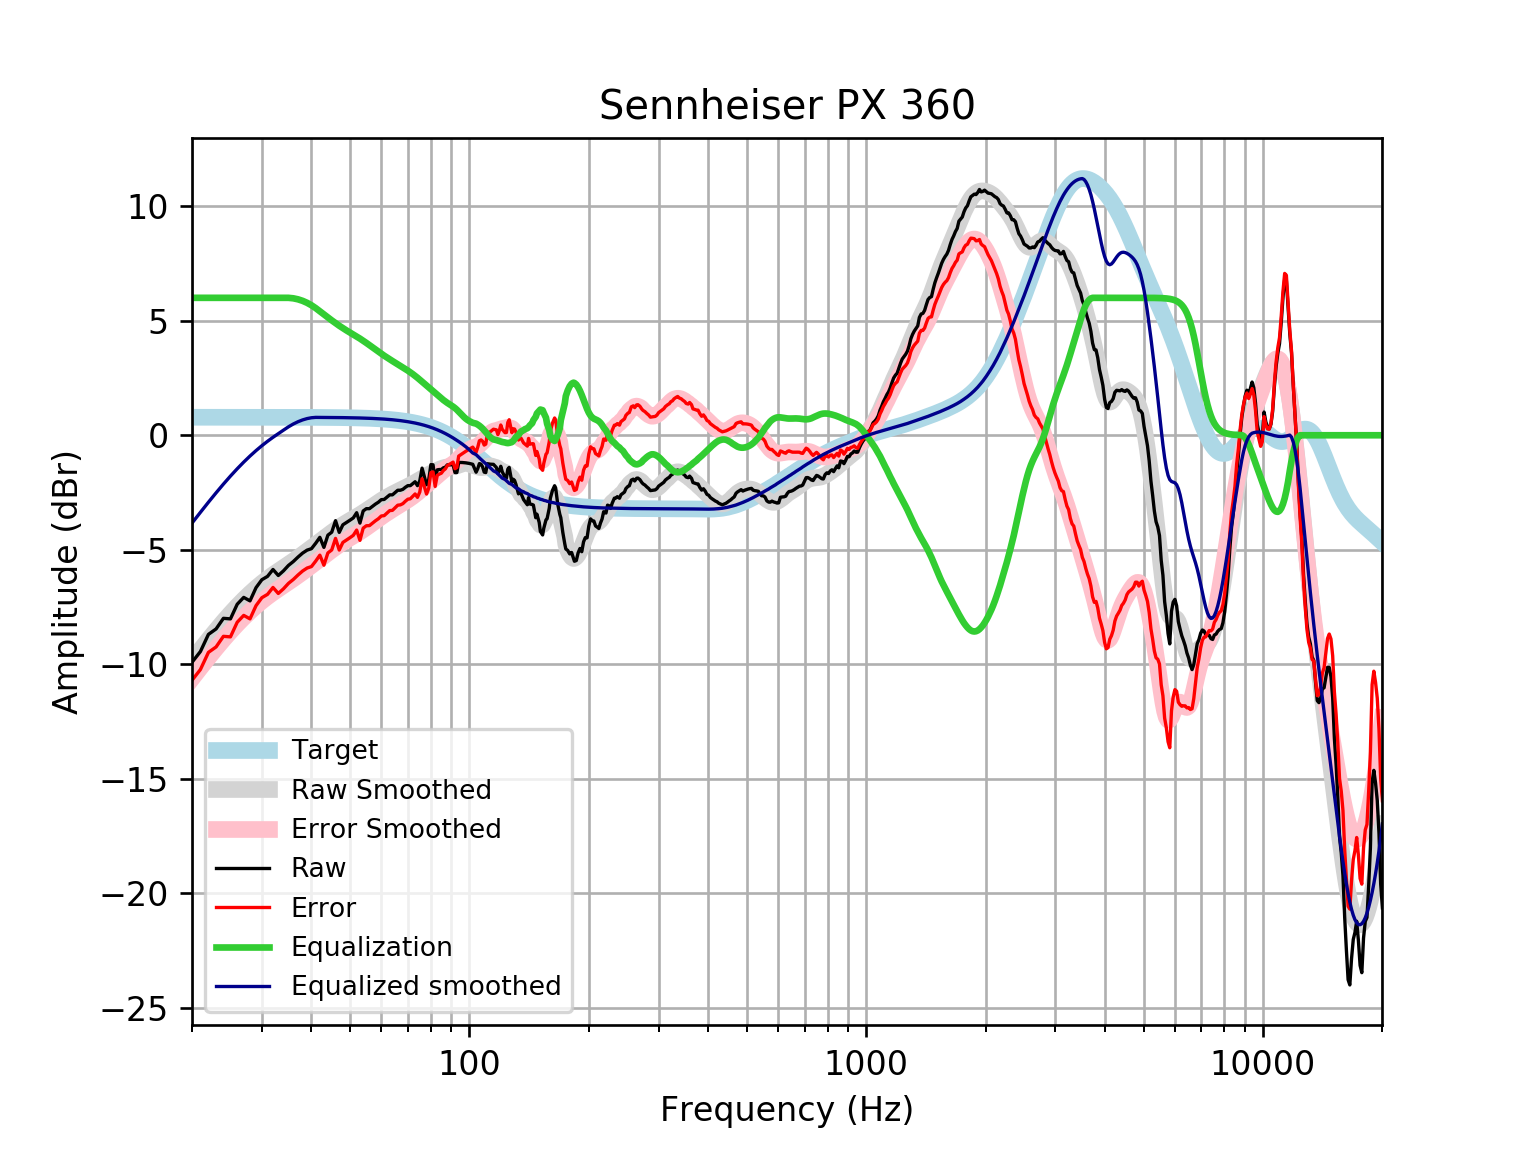 Sennheiser PX 360
10
5
0
−5
−10
−15
−20
−25
Amplitude (dBr)
Target
Raw Smoothed
Error Smoothed
Raw
Error
Equalization
Equalized smoothed
100
1000
10000
Frequency (Hz)